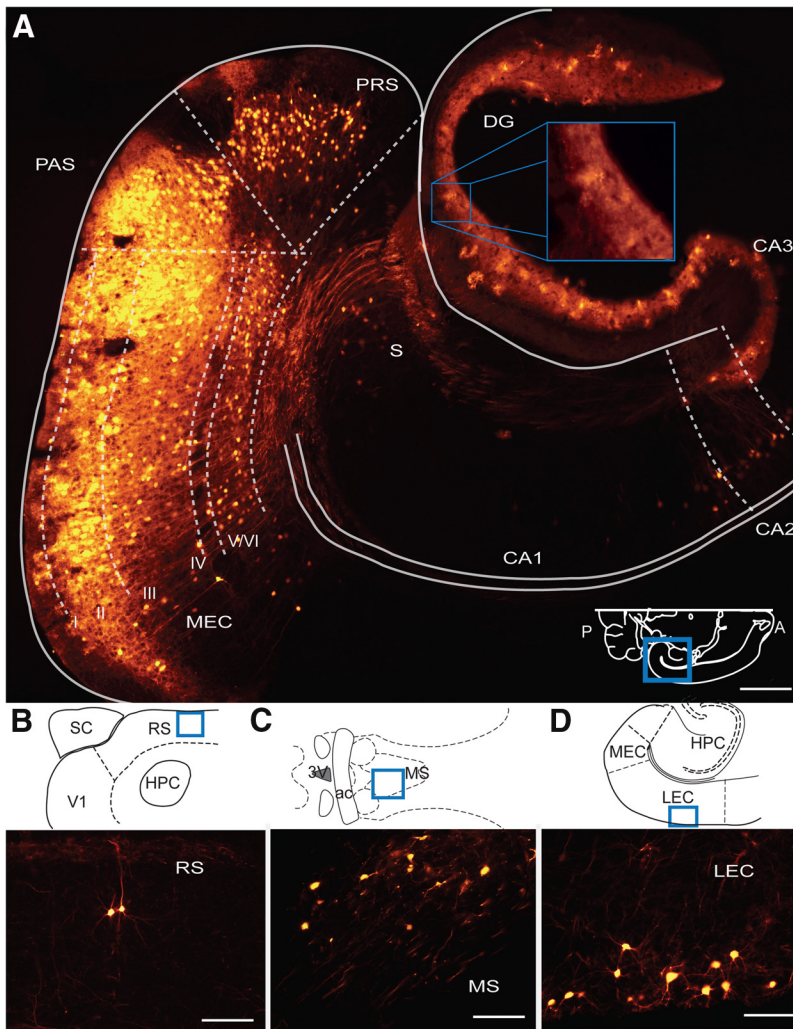 A
PRS
DG
PAS
CA3
S
CA2
CA1
V/VI
IV
III
II
I
MEC
P
A
B
SC
RS
HPC
V1
RS
C
3V
ac
MS
MS
D
MEC
HPC
LEC
LEC